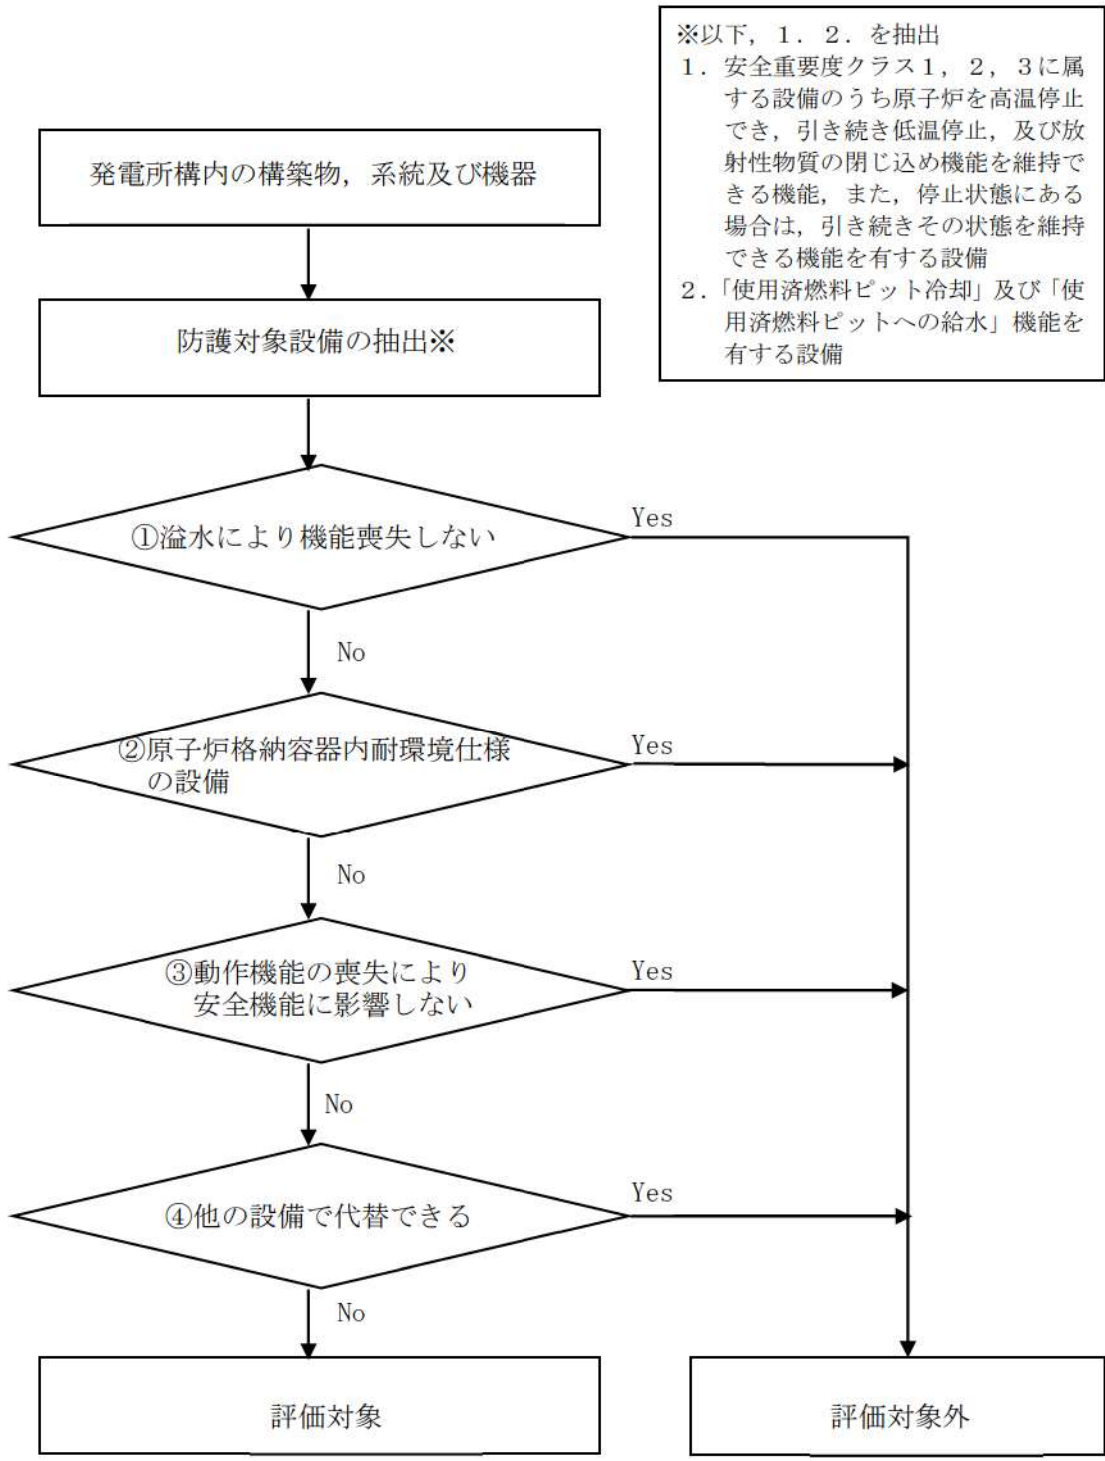 ※以下，１．２．を抽出
１．安全重要度クラス１，２，３に属
する設備のうち原子炉を高温停止
でき，引き続き低温停止，及び放
射性物質の閉じ込め機能を維持で
きる機能，また，停止状態にある
場合は，引き続きその状態を維持
できる機能を有する設備
２．「使用済燃料ピット冷却」及び「使
用済燃料ピットへの給水」機能を
有する設備
発電所構内の構築物，系統及び機器
防護対象設備の抽出※
①溢水により機能喪失しない
Yes
No
②原子炉格納容器内耐環境仕様
の設備
Yes
No
③動作機能の喪失により
安全機能に影響しない
Yes
No
④他の設備で代替できる
Yes
No
評価対象
評価対象外